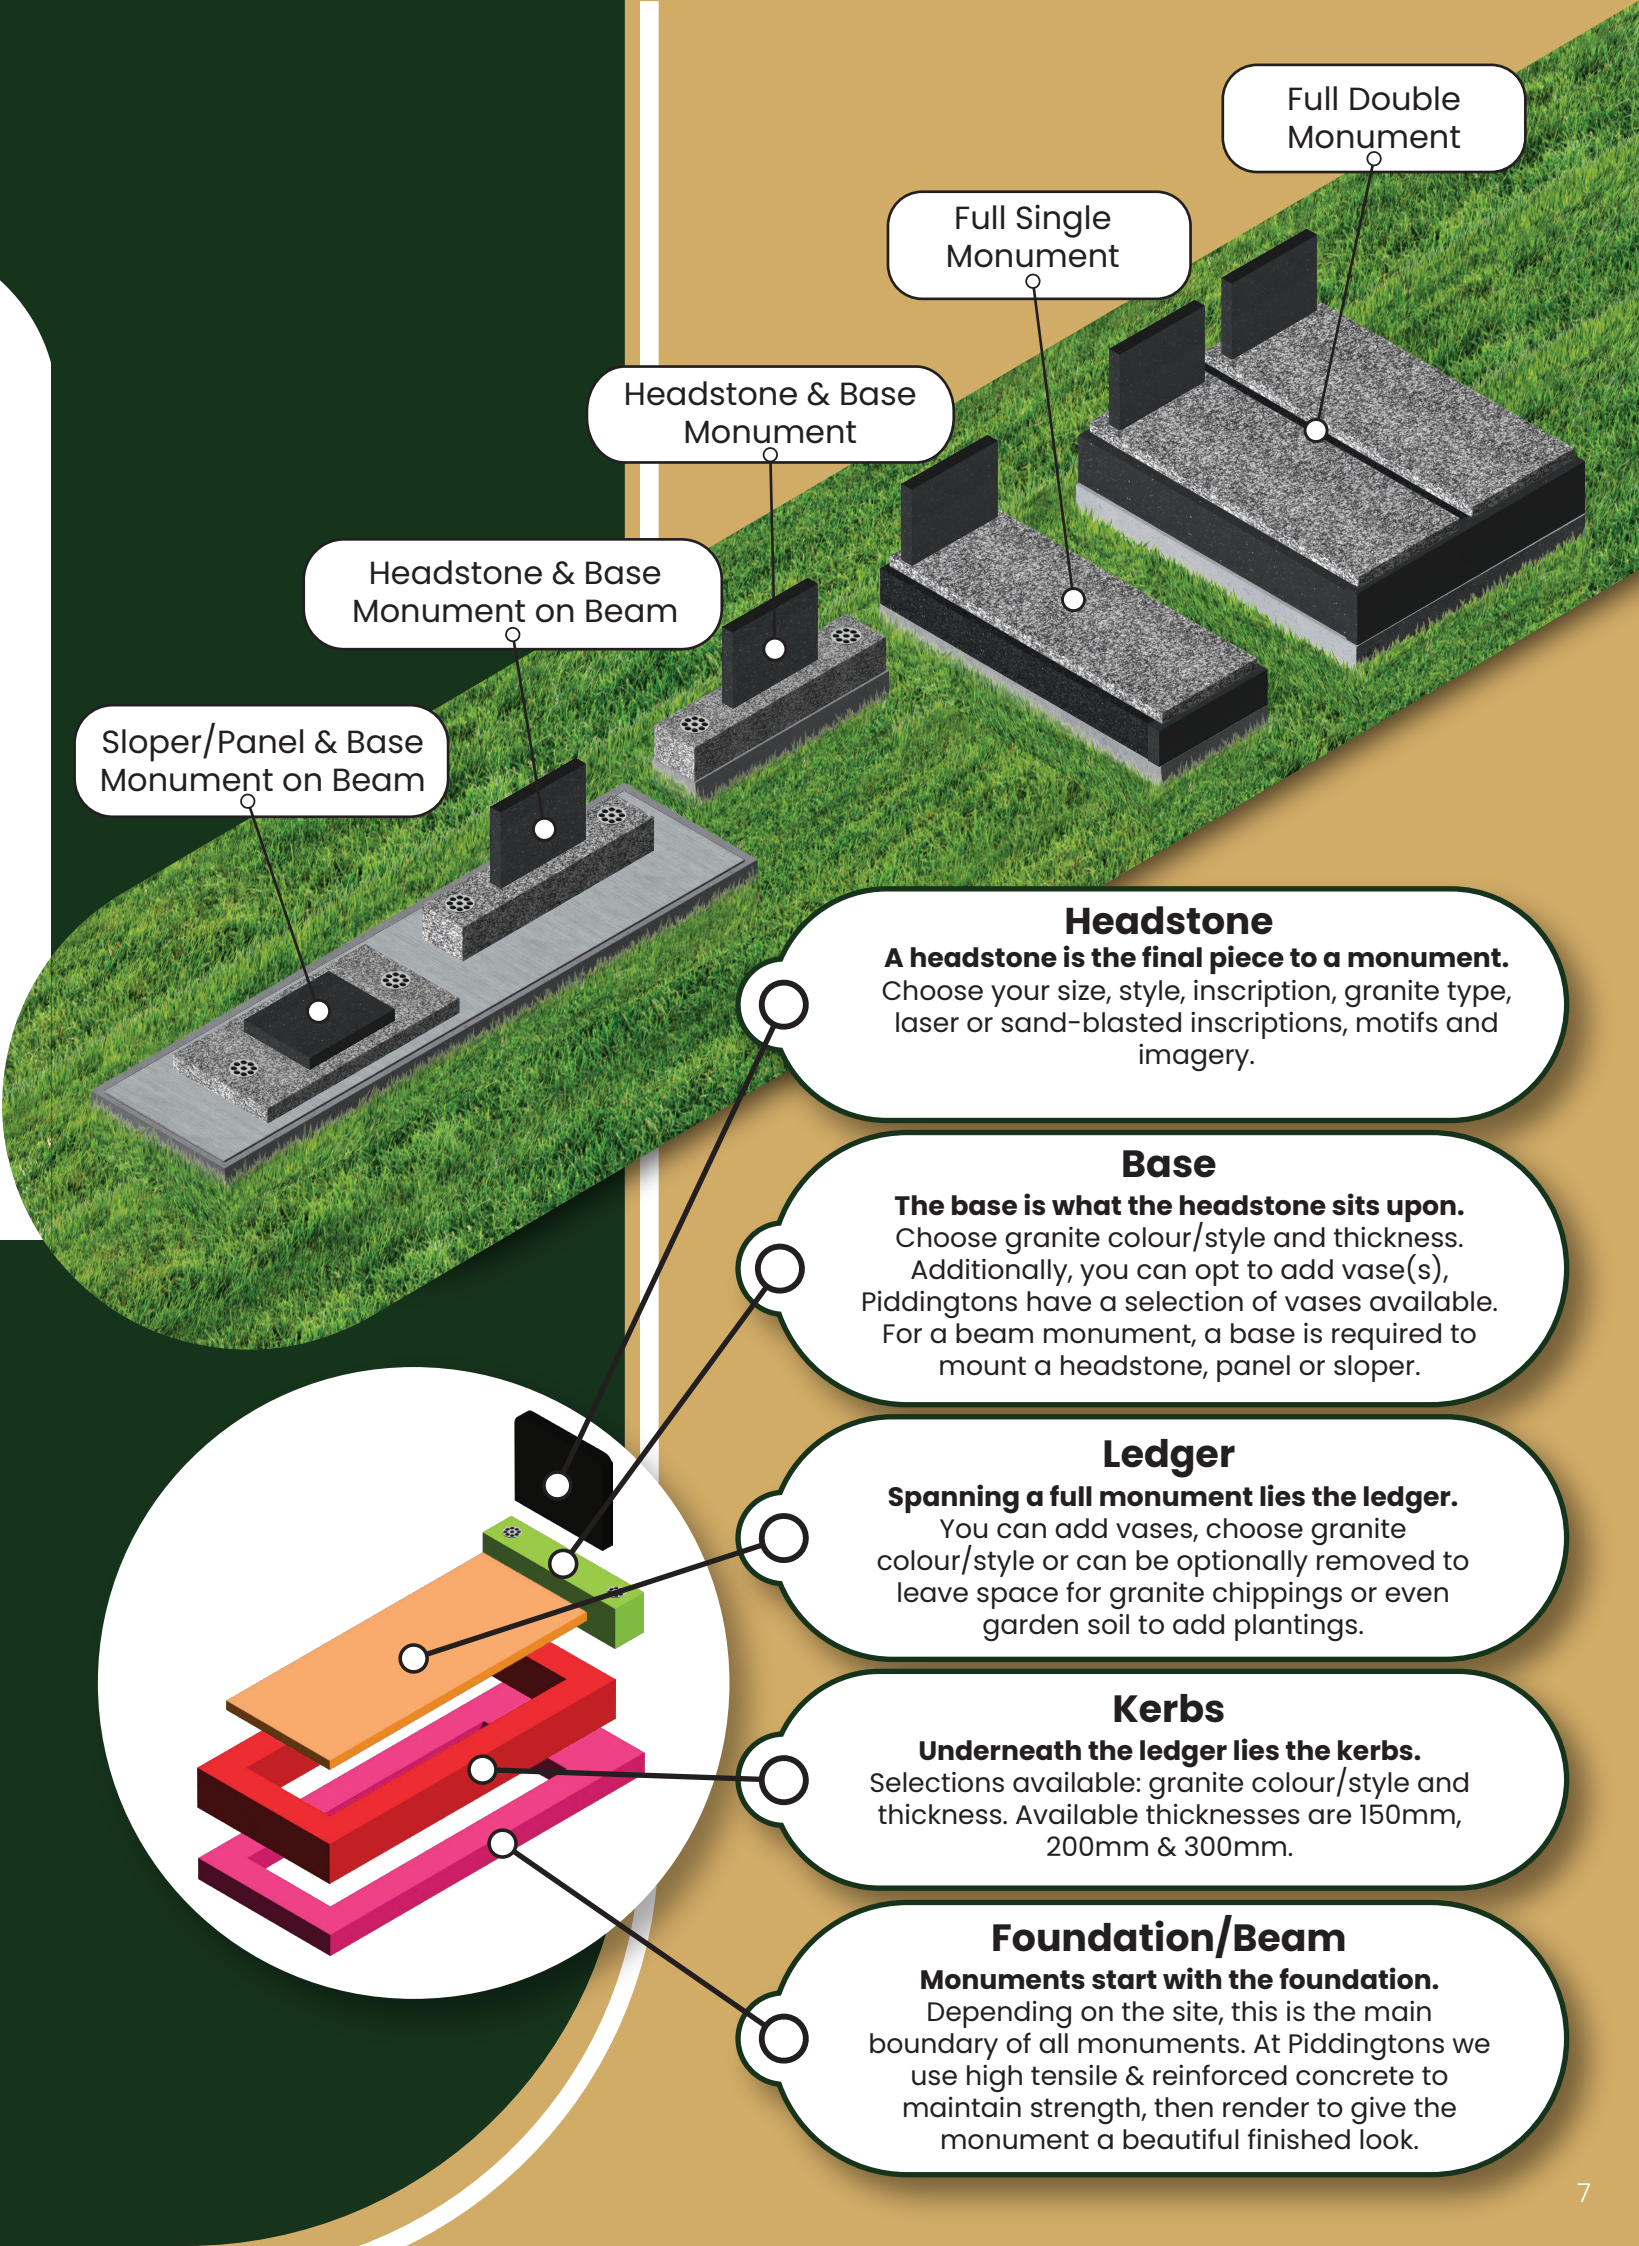 Full Double
Monument
Full Single
Monument
Headstone & Base
Monument
Headstone & Base
Monument on Beam
Sloper/Panel & Base
Monument on Beam
Headstone
A headstone is the final piece to a monument.
Choose your size, style, inscription, granite type,
laser or sand-blasted inscriptions, motifs and
imagery.
Base
The base is what the headstone sits upon.
Choose granite colour/style and thickness.
Additionally, you can opt to add vase(s),
Piddingtons have a selection of vases available.
For a beam monument, a base is required to
mount a headstone, panel or sloper.
Ledger
Spanning a full monument lies the ledger.
You can add vases, choose granite
colour/style or can be optionally removed to
leave space for granite chippings or even
garden soil to add plantings.
Kerbs
Underneath the ledger lies the kerbs.
Selections available: granite colour/style and
thickness. Available thicknesses are 150mm,
200mm & 300mm.
Foundation/Beam
Monuments start with the foundation.
Depending on the site, this is the main
boundary of all monuments. At Piddingtons we
use high tensile & reinforced concrete to
maintain strength, then render to give the
monument a beautiful finished look.
7